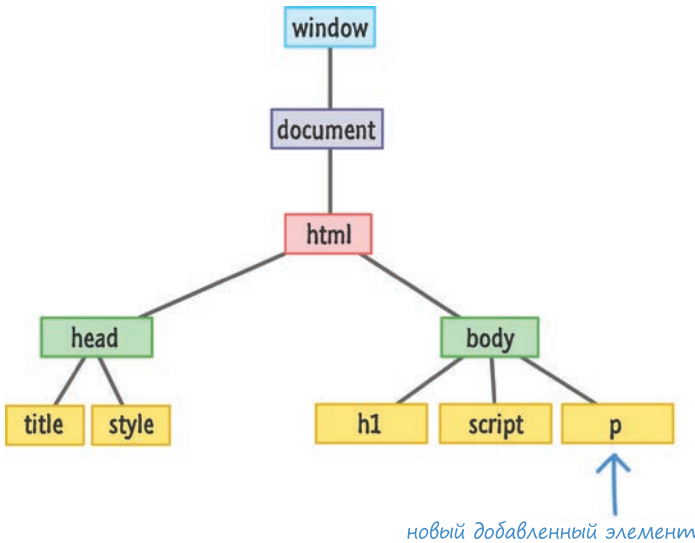 window
document
html
head body
title style h1 script p
новый добавленный элемент